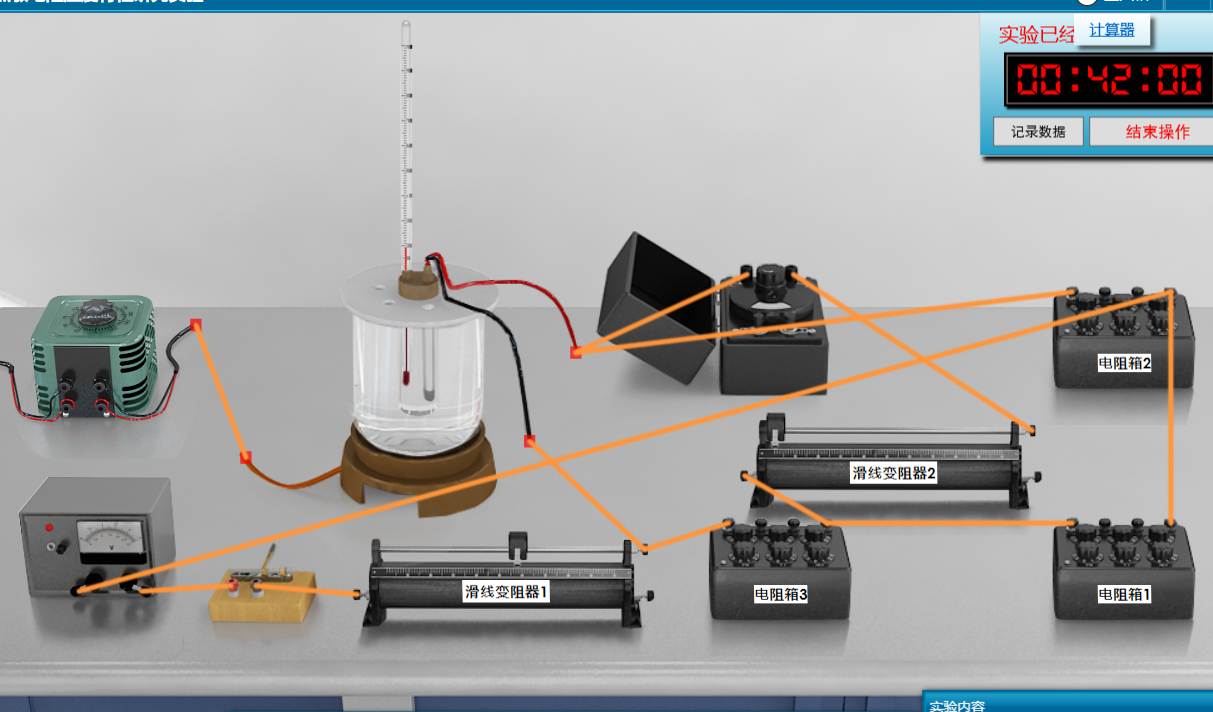 实验已经
计算器
00:42:00
记录数据
结束操作
电阻箱2
滑线变阻器2
滑线变阻器1
电阻箱3
电阻箱1
实验内容